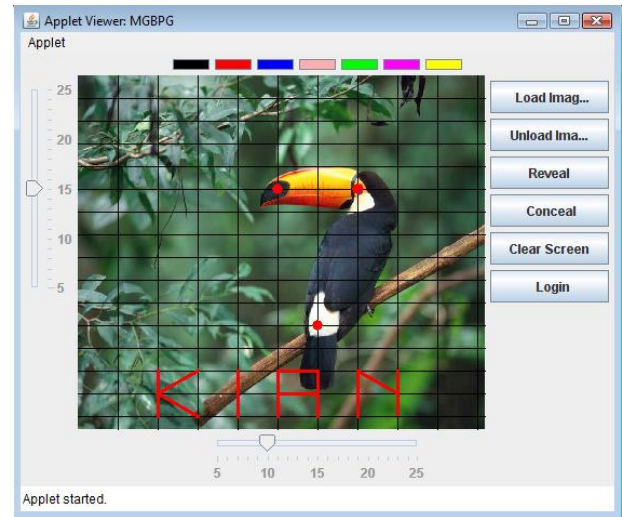 Applet Viewer: MGBPG
Applet
25
20
15
10
5
Load Imag...
Unload Ima...
Reveal
Conceal
Clear Screen
Login
KIAN
5 10 15 20 25
Applet started.